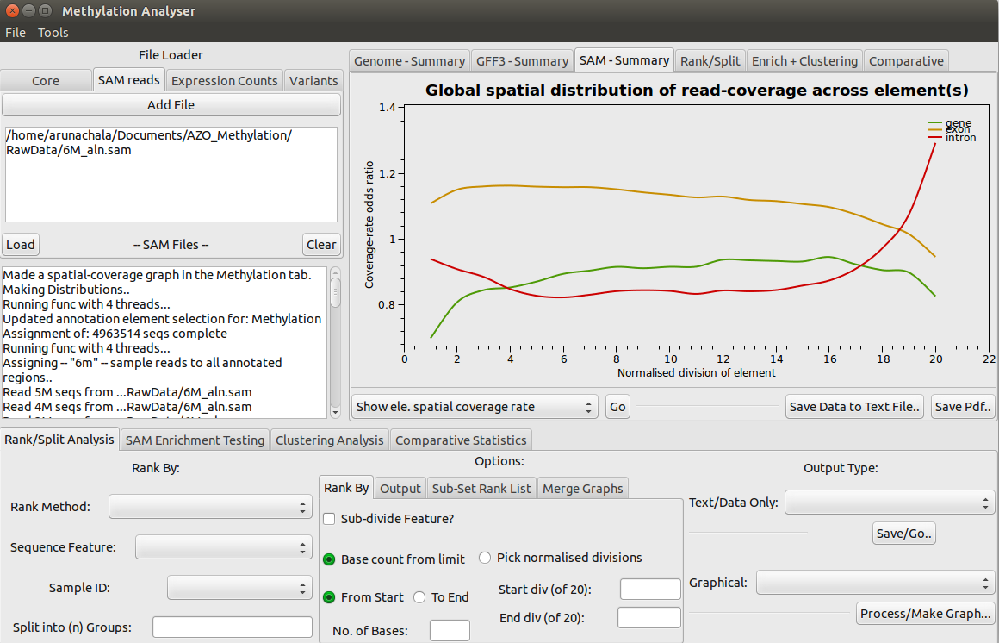 Methylation Analyser
File Tools
File Loader
Core SAM reads Expression Counts Variants
Add File
/home/arunachala/Documents/AZO_Methylation/
RawData/6M_aln.sam
Load -- SAM Files -- Clear
Made a spatial-coverage graph in the Methylation tab.
Making Distributions..
Running func with 4 threads...
Updated annotation element selection for: Methylation
Assignment of: 4963514 seqs complete
Running func with 4 threads...
Assigning -- "6m" -- sample reads to all annotated
regions..
Read 5M seqs from ...RawData/6M_aln.sam
Read 4M seqs from ...RawData/6M_aln.sam
Genome - Summary GFF3 - Summary SAM - Summary Rank/Split Enrich + Clustering Comparative
Global spatial distribution of read-coverage across element(s)
Coverage-rate odds ratio
1.4
1.2
1
0.8
gene
exon
intron
0 2 4 6 8 10 12 14 16 18 20 22
Normalised division of element
Show ele. spatial coverage rate Go Save Data to Text File.. Save Pdf..
Rank/Split Analysis SAM Enrichment Testing Clustering Analysis Comparative Statistics
Rank By:
Rank Method:
Sequence Feature:
Sample ID:
Split into (n) Groups:
Options:
Rank By Output Sub-Set Rank List Merge Graphs
Sub-divide Feature?
Base count from limit Pick normalised divisions
From Start To End Start div (of 20):
No. of Bases: End div (of 20):
Output Type:
Text/Data Only:
Save/Go..
Graphical:
Process/Make Graph...